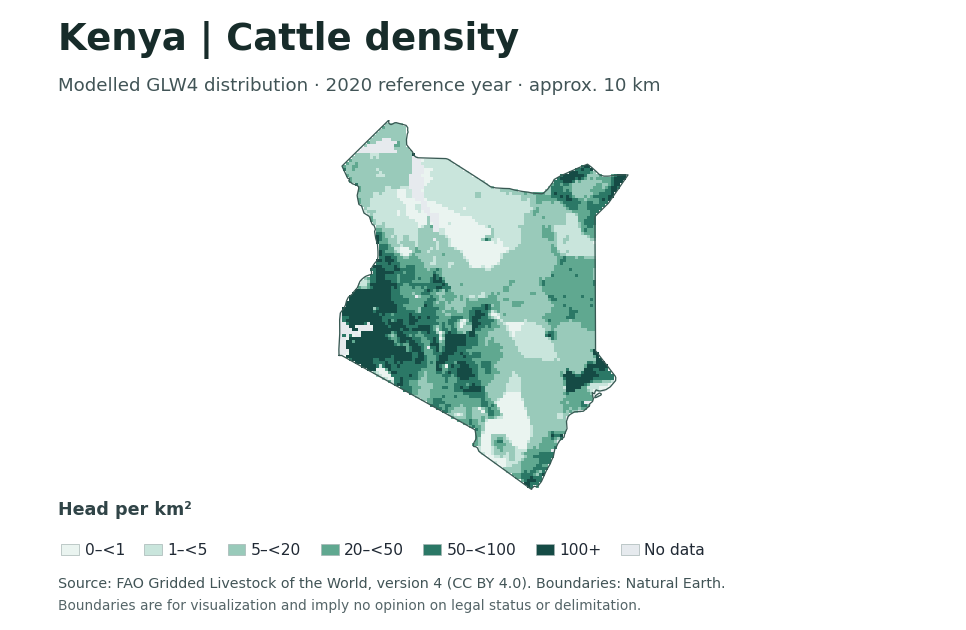 Kenya | Cattle density
Modelled GLW4 distribution · 2020 reference year · approx. 10 km
Head per km²
0–<1 1–<5 5–<20 20–<50 50–<100 100+ No data
Source: FAO Gridded Livestock of the World, version 4 (CC BY 4.0). Boundaries: Natural Earth.
Boundaries are for visualization and imply no opinion on legal status or delimitation.